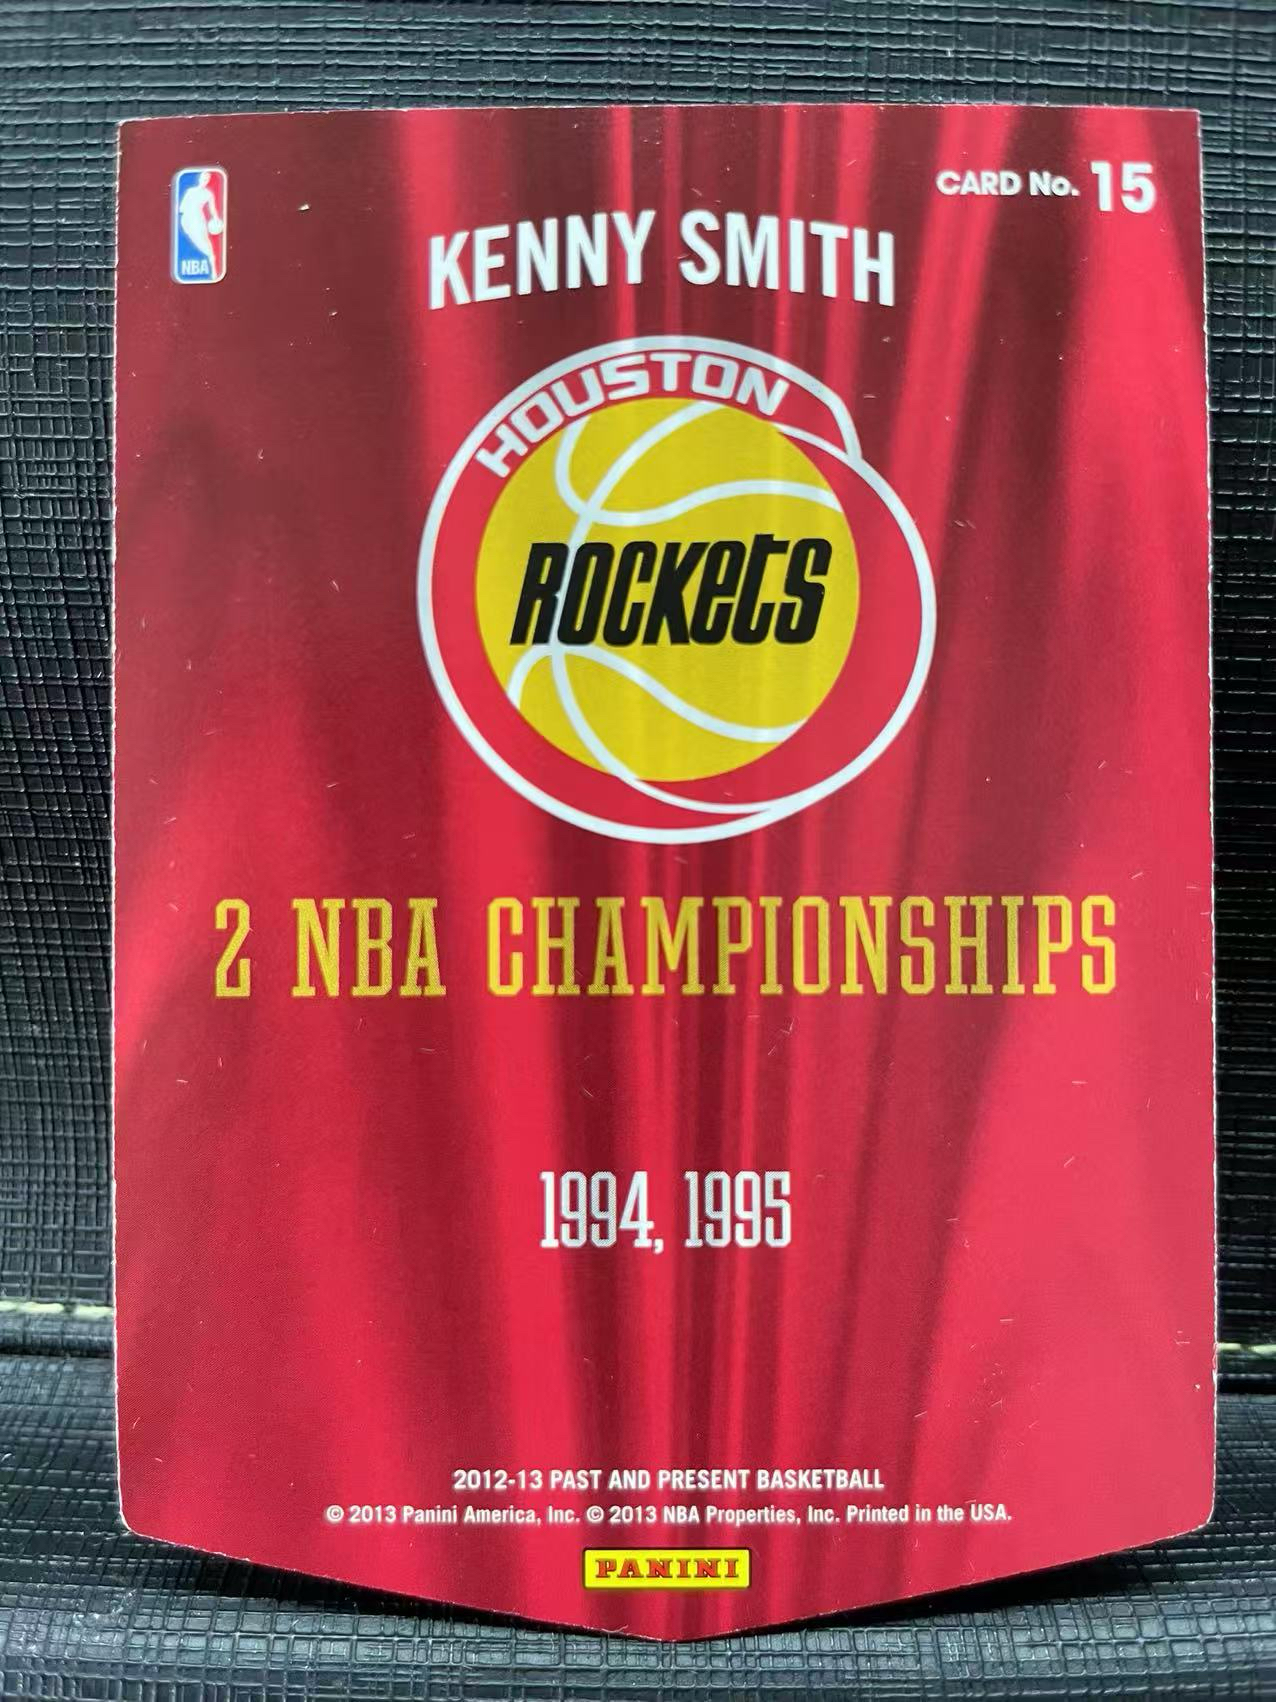 CARD No. 15
NBA
KENNY SMITH
HOUSTON
ROCKETS
2 NBA CHAMPIONSHIPS
1994, 1995
2012-13 PAST AND PRESENT BASKETBALL
© 2013 Panini America, Inc. © 2013 NBA Properties, Inc. Printed in the USA.
PANINI